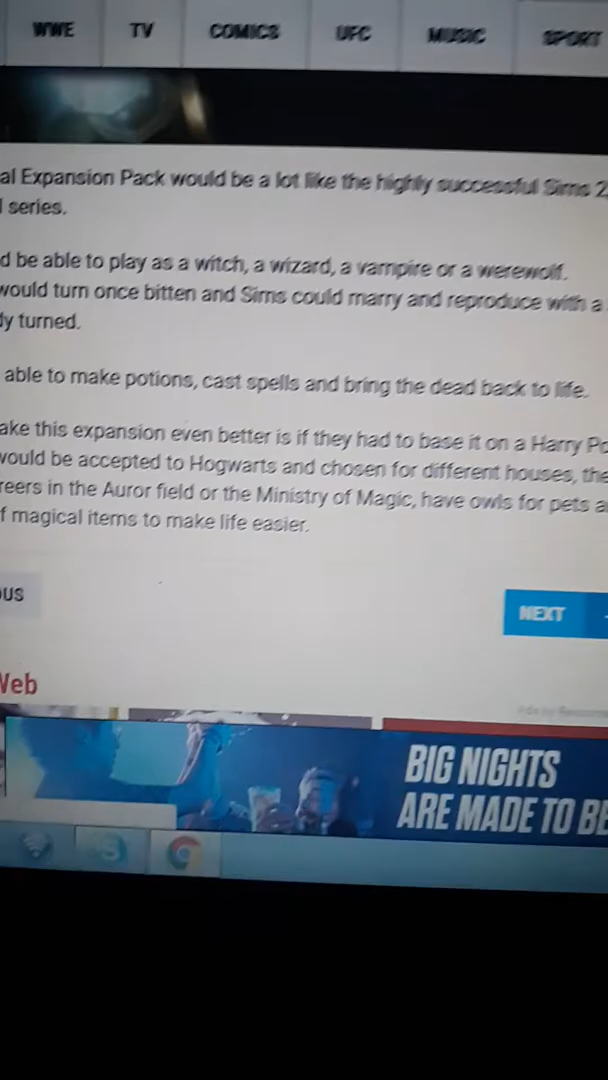 WWE TV COMICS UFC MUSIC SPORT
al Expansion Pack would be a lot like the highly successful Sims 2,
l series.
d be able to play as a witch, a wizard, a vampire or a werewolf.
would turn once bitten and Sims could marry and reproduce with a
ly turned.
able to make potions, cast spells and bring the dead back to life.
ake this expansion even better is if they had to base it on a Harry Po
would be accepted to Hogwarts and chosen for different houses, the
reers in the Auror field or the Ministry of Magic, have owls for pets a
f magical items to make life easier.
OUS
NEXT
Web
Ads by
BIG NIGHTS
ARE MADE TO BE